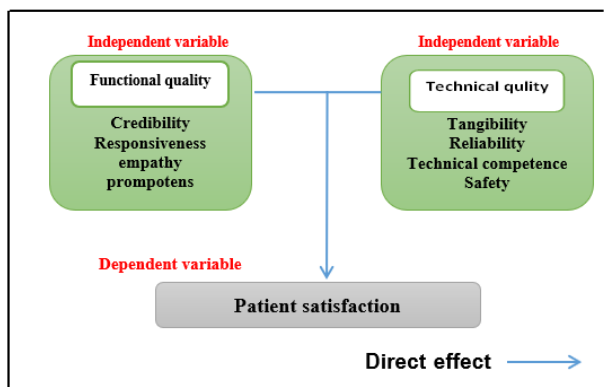 Independent variable
Functional quality
Credibility
Responsiveness
empathy
prompotens
Independent variable
Technical qulity
Tangibility
Reliability
Technical competence
Safety
Dependent variable
Patient satisfaction
Direct effect